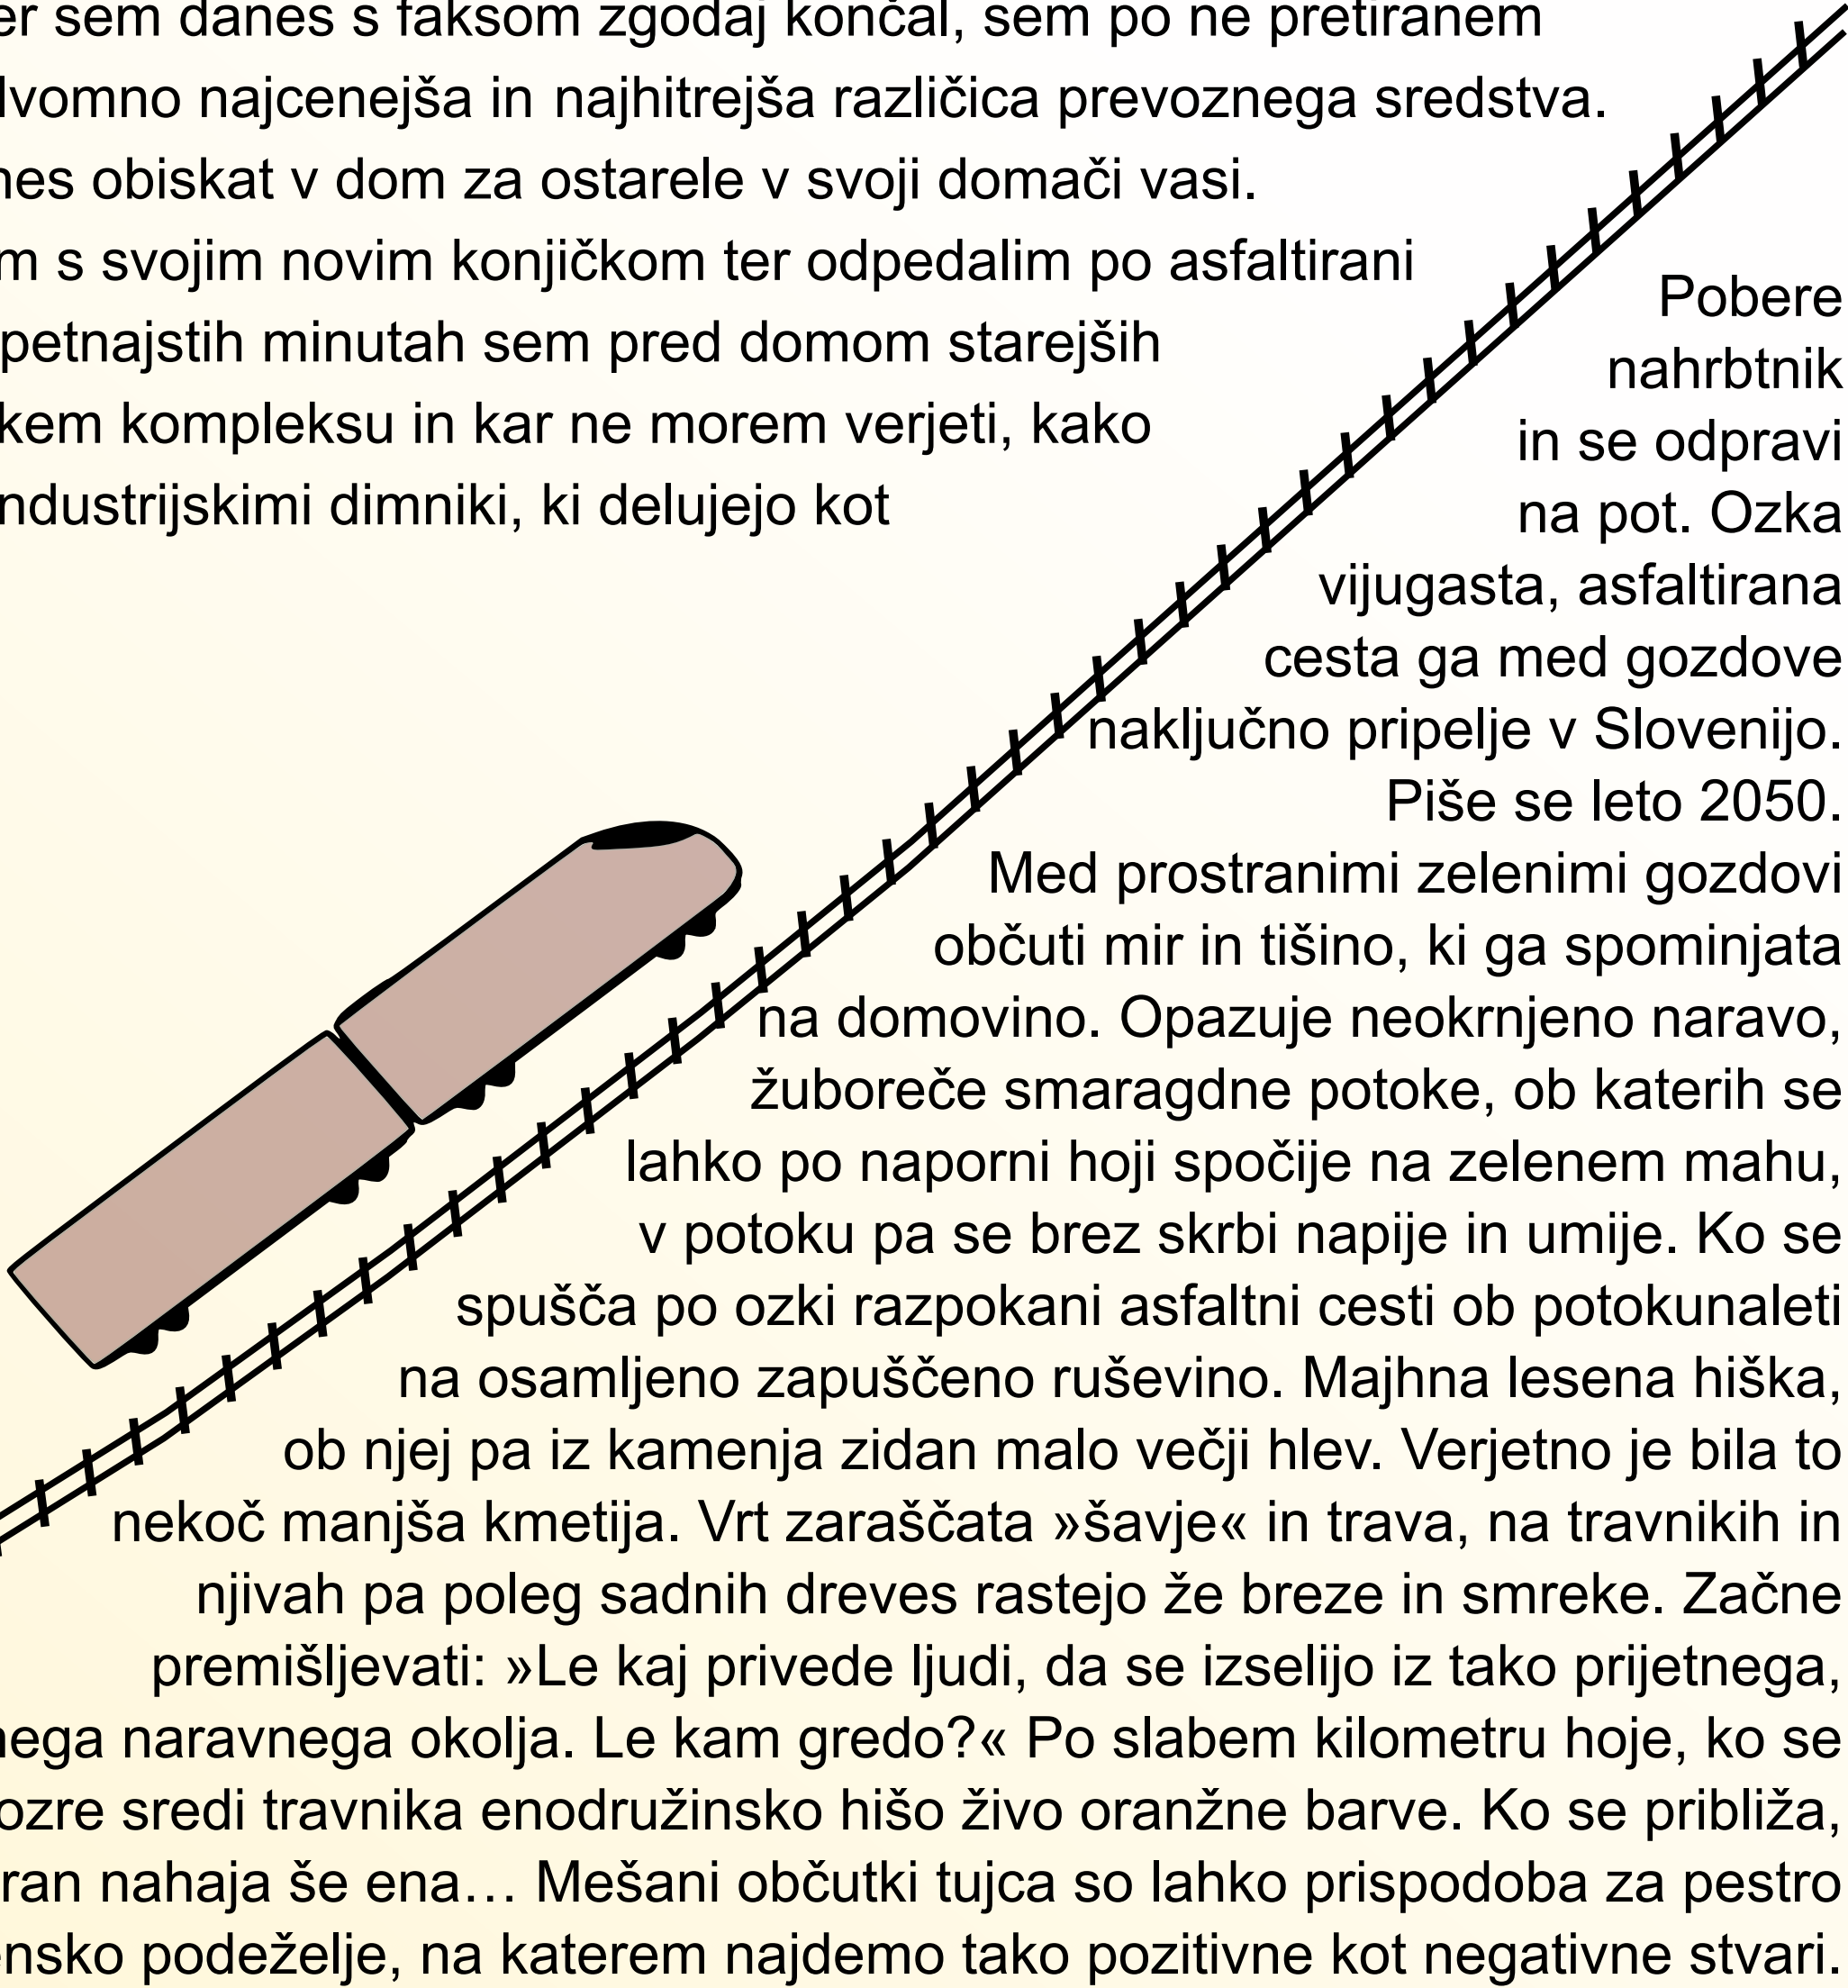 er sem danes s faksom zgodaj končal, sem po ne pretiranem
dvomno najcenejša in najhitrejša različica prevoznega sredstva.
nes obiskat v dom za ostarele v svoji domači vasi.
m s svojim novim konjičkom ter odpedalim po asfaltirani
petnajstih minutah sem pred domom starejših
kem kompleksu in kar ne morem verjeti, kako
ndustrijskimi dimniki, ki delujejo kot
Pobere
nahrbtnik
in se odpravi
na pot. Ozka
vijugasta, asfaltirana
cesta ga med gozdove
naključno pripelje v Slovenijo.
Piše se leto 2050.
Med prostranimi zelenimi gozdovi
občuti mir in tišino, ki ga spominjata
na domovino. Opazuje neokrnjeno naravo,
žuboreče smaragdne potoke, ob katerih se
lahko po naporni hoji spočije na zelenem mahu,
v potoku pa se brez skrbi napije in umije. Ko se
spušča po ozki razpokani asfaltni cesti ob potokunaleti
na osamljeno zapuščeno ruševino. Majhna lesena hiška,
ob njej pa iz kamenja zidan malo večji hlev. Verjetno je bila to
nekoč manjša kmetija. Vrt zaraščata »šavje« in trava, na travnikih in
njivah pa poleg sadnih dreves rastejo že breze in smreke. Začne
premišljevati: »Le kaj privede ljudi, da se izselijo iz tako prijetnega,
nega naravnega okolja. Le kam gredo?« Po slabem kilometru hoje, ko se
ozre sredi travnika enodružinsko hišo živo oranžne barve. Ko se približa,
ran nahaja še ena… Mešani občutki tujca so lahko prispodoba za pestro
ensko podeželje, na katerem najdemo tako pozitivne kot negativne stvari.